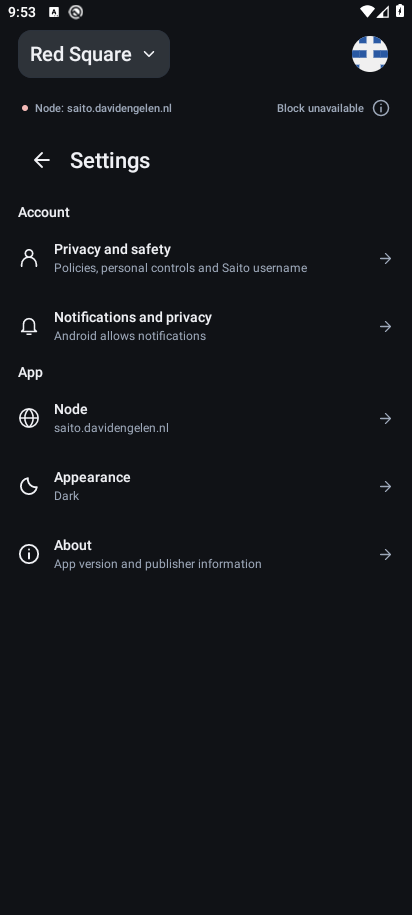 9:53
Red Square
Node: saito.davidengelen.nl
Block unavailable
Settings
Account
Privacy and safety
Policies, personal controls and Saito username
Notifications and privacy
Android allows notifications
App
Node
saito.davidengelen.nl
Appearance
Dark
About
App version and publisher information